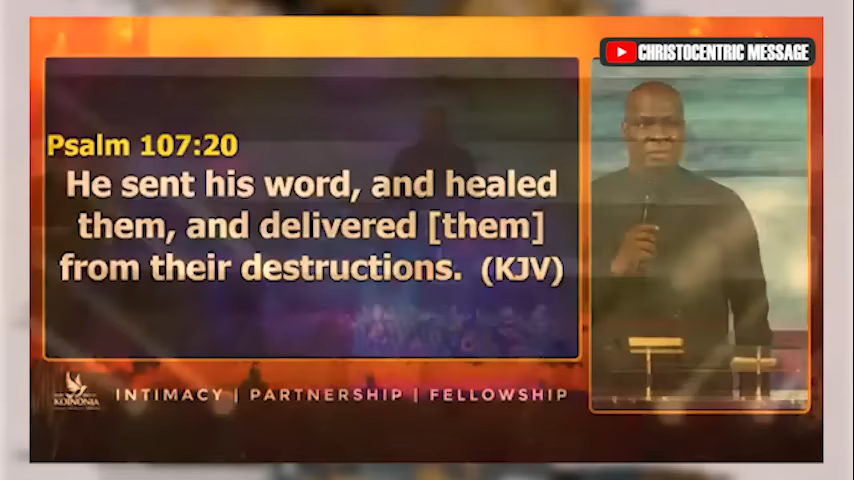 CHRISTOCENTRIC MESSAGE
Psalm 107:20
He sent his word, and healed
them, and delivered [them]
from their destructions. (KJV)
KOINONIA
INTIMACY | PARTNERSHIP | FELLOWSHIP